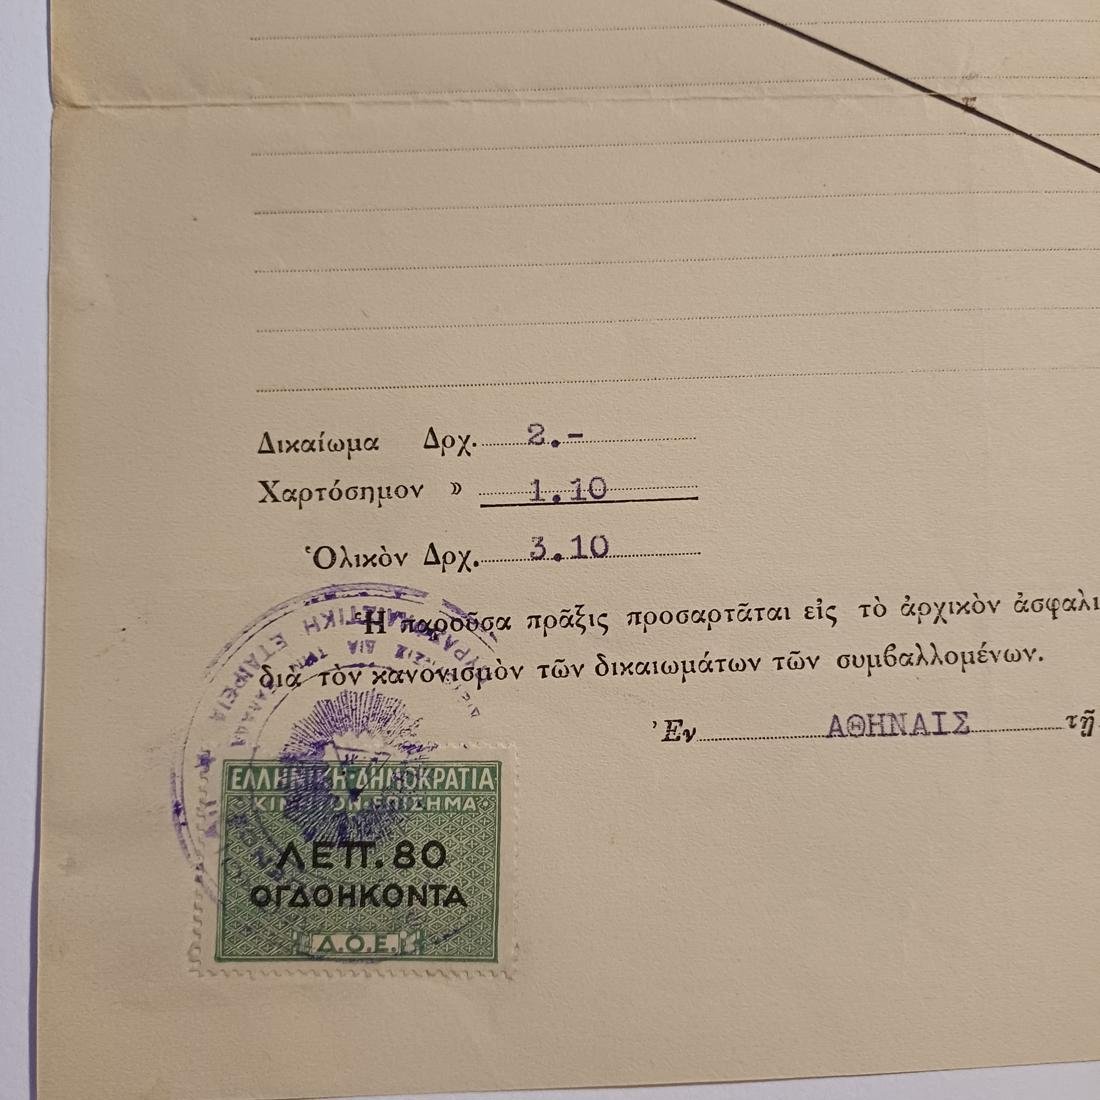 Δικαίωμα Δρχ. 2.-
Χαρτόσημον » 1.10
Ὁλικὸν Δρχ. 3.10
Ἡ παροῦσα πρᾶξις προσαρτᾶται εἰς τὸ ἀρχικὸν ἀσφαλι
διὰ τὸν κανονισμὸν τῶν δικαιωμάτων τῶν συμβαλλομένων.
Ἐν ΑΘΗΝΑΙΣ τῇ
ΕΛΛΗΝΙΚΗ·ΔΗΜΟΚΡΑΤΙΑ
ΚΙΝΗΤΟΝ·ΕΠΙΣΗΜΑ
ΛΕΠ. 80
ΟΓΔΟΗΚΟΝΤΑ
Δ.Ο.Ε.